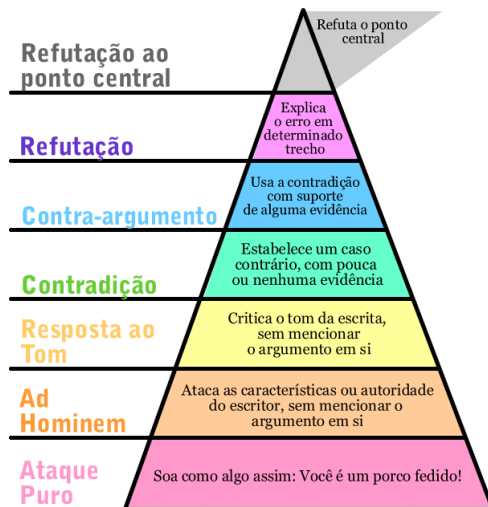 Refutação ao
ponto central
Refuta o ponto
central
Refutação
Explica
o erro em
determinado
trecho
Contra-argumento
Usa a contradição
com suporte
de alguma evidência
Contradição
Estabelece um caso
contrário, com pouca
ou nenhuma evidência
Resposta ao
Tom
Critica o tom da escrita,
sem mencionar
o argumento em si
Ad
Hominem
Ataca as características ou autoridade
do escritor, sem mencionar o
argumento em si
Ataque
Puro
Soa como algo assim: Você é um porco fedido!